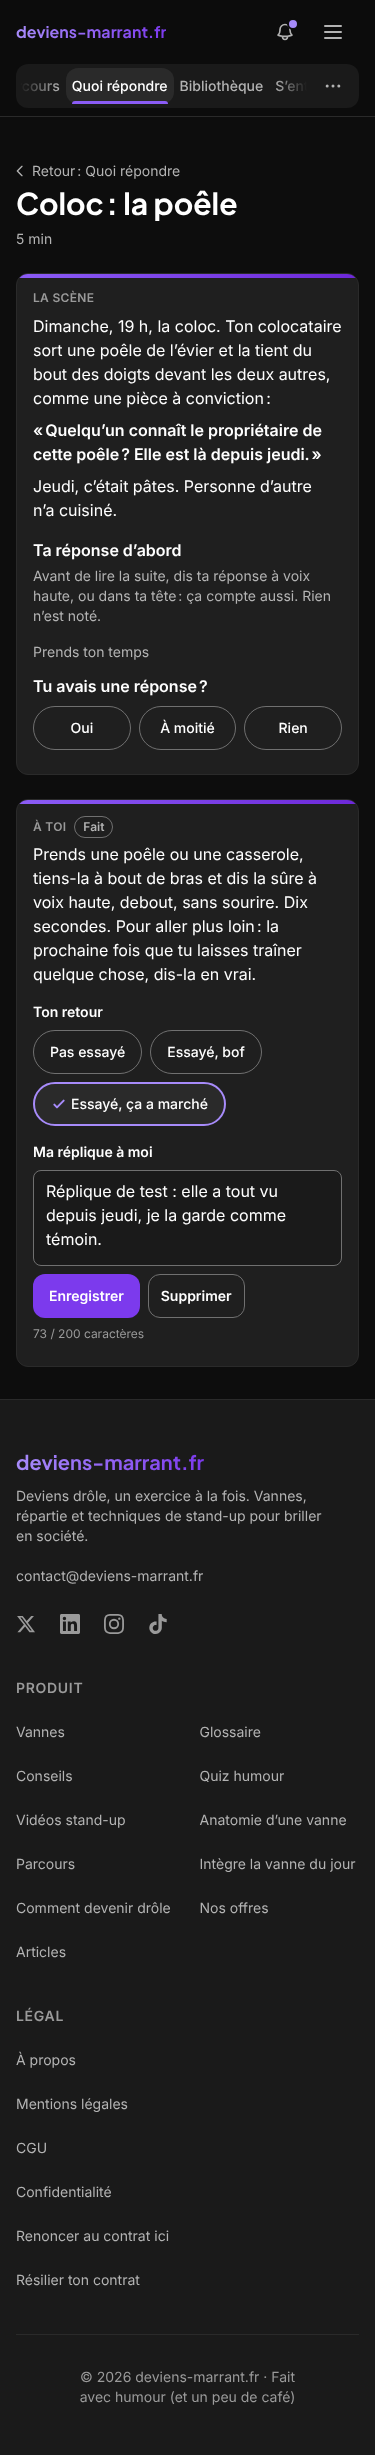 deviens-marrant.fr
cours Quoi répondre Bibliothèque S'en
Retour : Quoi répondre
Coloc : la poêle
5 min
LA SCÈNE
Dimanche, 19 h, la coloc. Ton colocataire
sort une poêle de l'évier et la tient du
bout des doigts devant les deux autres,
comme une pièce à conviction :
« Quelqu'un connaît le propriétaire de
cette poêle ? Elle est là depuis jeudi. »
Jeudi, c'était pâtes. Personne d'autre
n'a cuisiné.
Ta réponse d'abord
Avant de lire la suite, dis ta réponse à voix
haute, ou dans ta tête : ça compte aussi. Rien
n'est noté.
Prends ton temps
Tu avais une réponse ?
Oui À moitié Rien
À TOI Fait
Prends une poêle ou une casserole,
tiens-la à bout de bras et dis la sûre à
voix haute, debout, sans sourire. Dix
secondes. Pour aller plus loin : la
prochaine fois que tu laisses traîner
quelque chose, dis-la en vrai.
Ton retour
Pas essayé Essayé, bof
Essayé, ça a marché
Ma réplique à moi
Réplique de test : elle a tout vu
depuis jeudi, je la garde comme
témoin.
Enregistrer Supprimer
73 / 200 caractères
deviens-marrant.fr
Deviens drôle, un exercice à la fois. Vannes,
répartie et techniques de stand-up pour briller
en société.
contact@deviens-marrant.fr
PRODUIT
Vannes Glossaire
Conseils Quiz humour
Vidéos stand-up Anatomie d'une vanne
Parcours Intègre la vanne du jour
Comment devenir drôle Nos offres
Articles
LÉGAL
À propos
Mentions légales
CGU
Confidentialité
Renoncer au contrat ici
Résilier ton contrat
© 2026 deviens-marrant.fr · Fait
avec humour (et un peu de café)